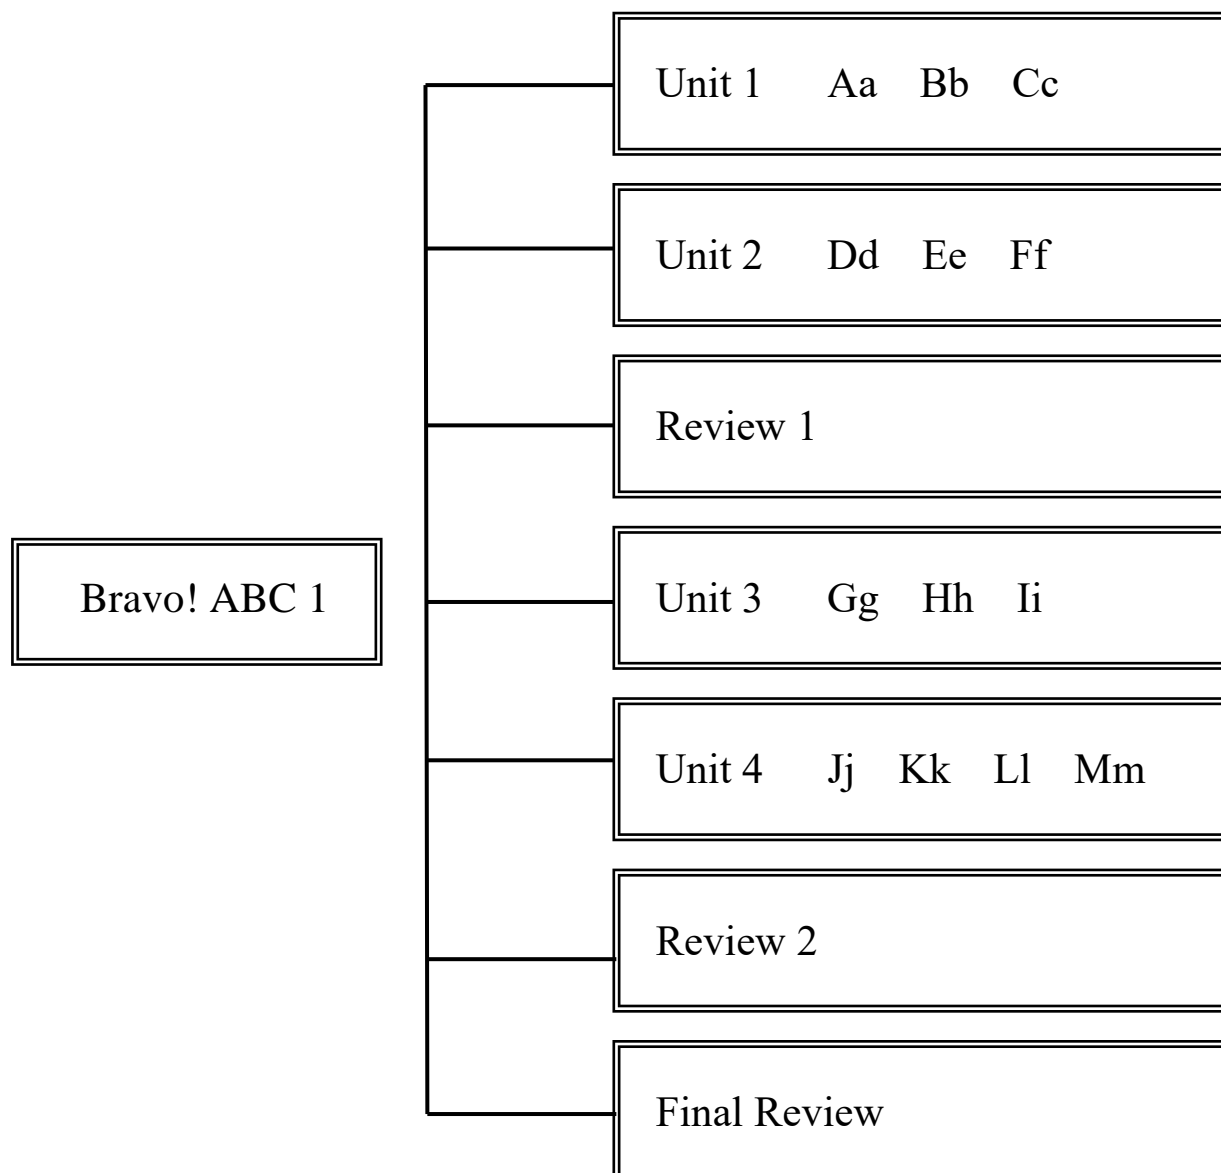 Unit 1 Aa Bb Cc
Unit 2 Dd Ee Ff
Review 1
Bravo! ABC 1
Unit 3 Gg Hh Ii
Unit 4 Jj Kk Ll Mm
Review 2
Final Review